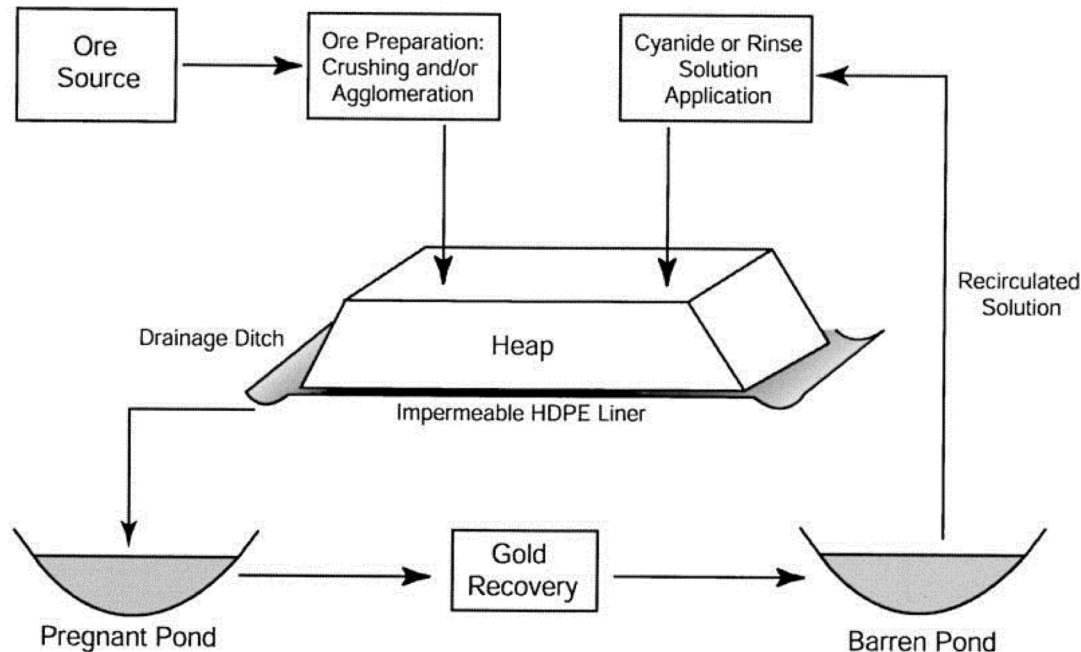 Ore
Source
Ore Preparation:
Crushing and/or
Agglomeration
Cyanide or Rinse
Solution
Application
Recirculated
Solution
Drainage Ditch
Heap
Impermeable HDPE Liner
Gold
Recovery
Pregnant Pond
Barren Pond